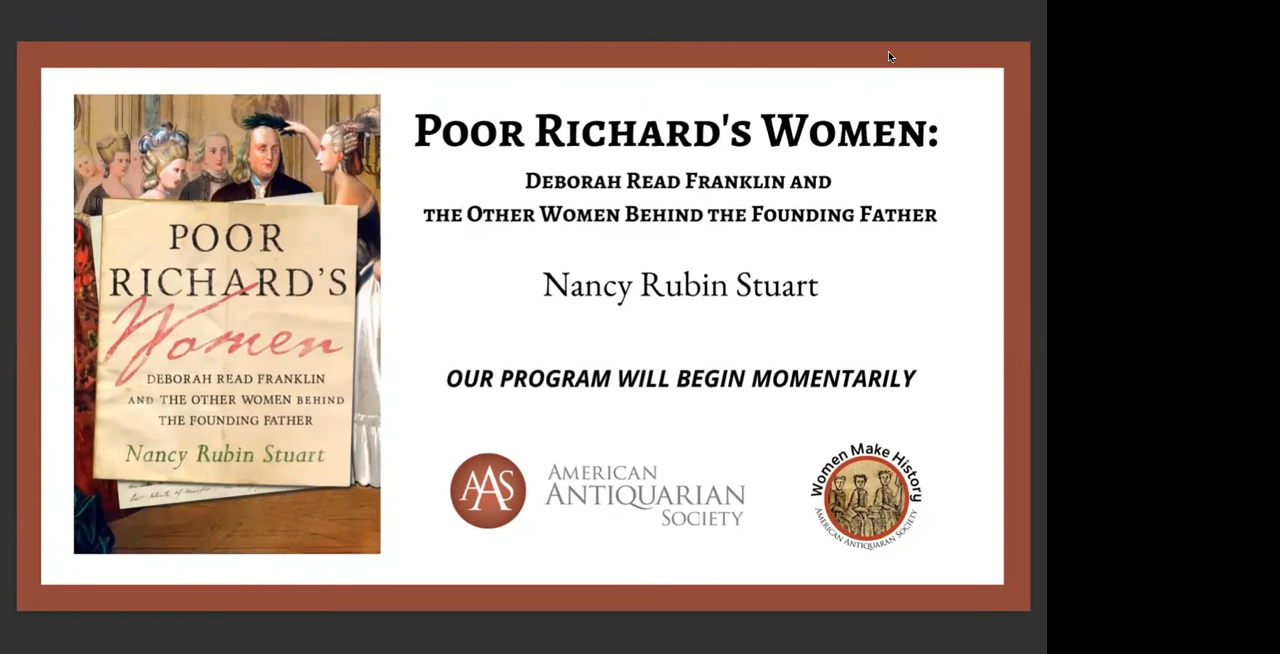 POOR RICHARD'S WOMEN:
DEBORAH READ FRANKLIN AND
THE OTHER WOMEN BEHIND THE FOUNDING FATHER
Nancy Rubin Stuart
OUR PROGRAM WILL BEGIN MOMENTARILY
AAS
AMERICAN
ANTIQUARIAN
SOCIETY
Women Make History
AMERICAN ANTIQUARIAN SOCIETY
POOR
RICHARD'S
Women
DEBORAH READ FRANKLIN
AND THE OTHER WOMEN BEHIND
THE FOUNDING FATHER
Nancy Rubin Stuart